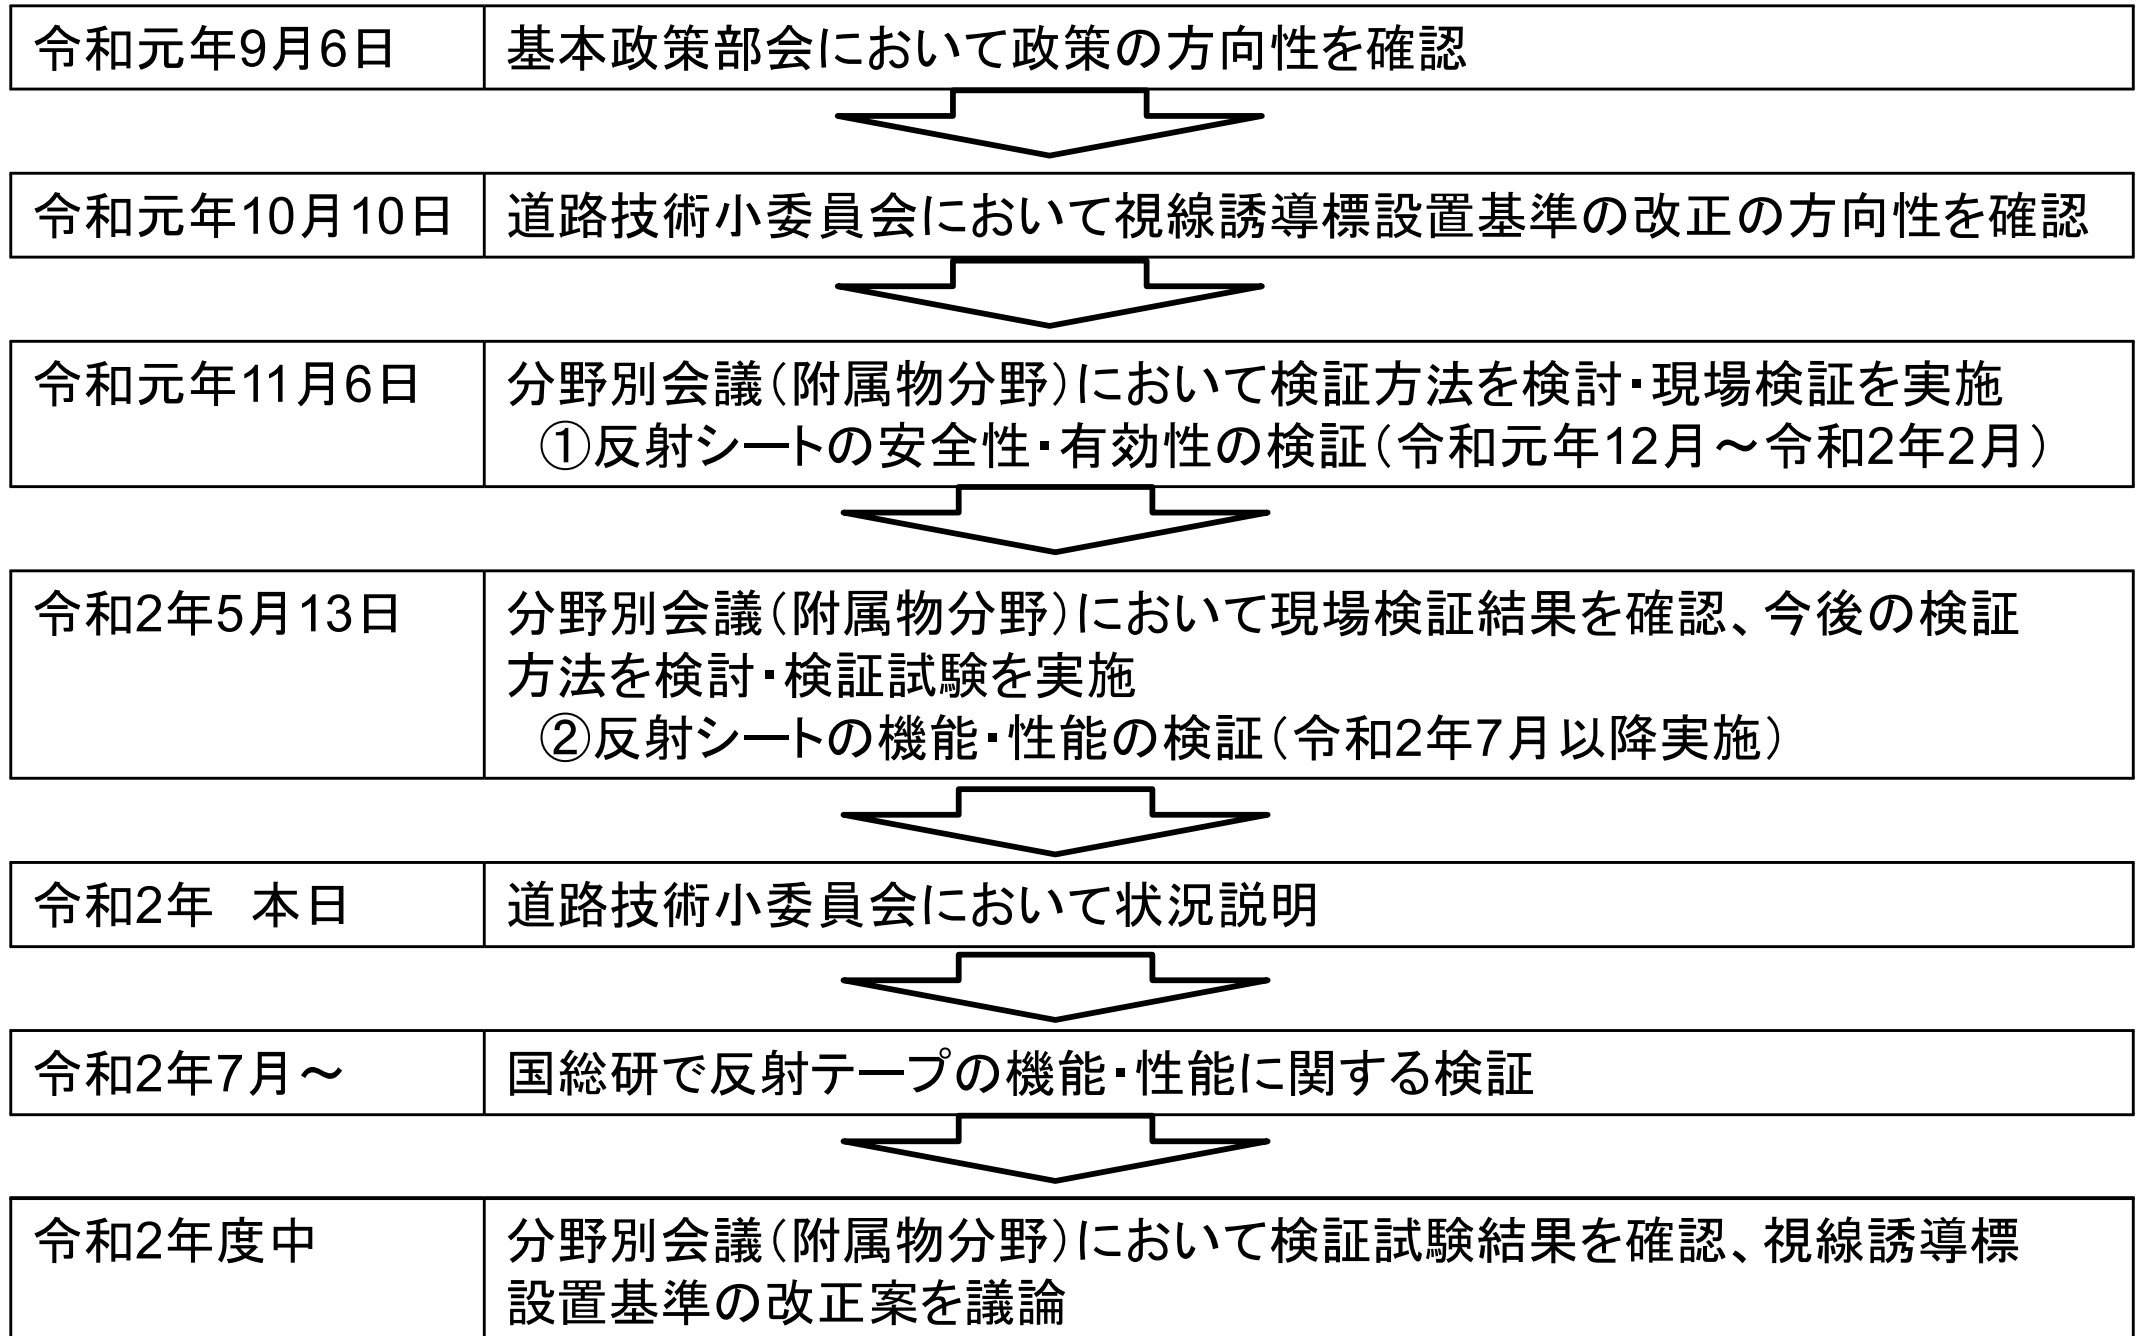 令和元年9月6日
基本政策部会において政策の方向性を確認
令和元年10月10日
道路技術小委員会において視線誘導標設置基準の改正の方向性を確認
令和元年11月6日
分野別会議（附属物分野）において検証方法を検討・現場検証を実施
①反射シートの安全性・有効性の検証（令和元年12月～令和2年2月）
令和2年5月13日
分野別会議（附属物分野）において現場検証結果を確認、今後の検証
方法を検討・検証試験を実施
②反射シートの機能・性能の検証（令和2年7月以降実施）
令和2年　本日
道路技術小委員会において状況説明
令和2年7月～
国総研で反射テープの機能・性能に関する検証
令和2年度中
分野別会議（附属物分野）において検証試験結果を確認、視線誘導標
設置基準の改正案を議論